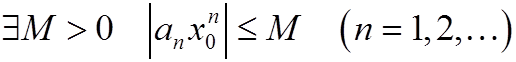 ∃M > 0 |aₙx₀ⁿ| ≤ M (n = 1, 2, …)